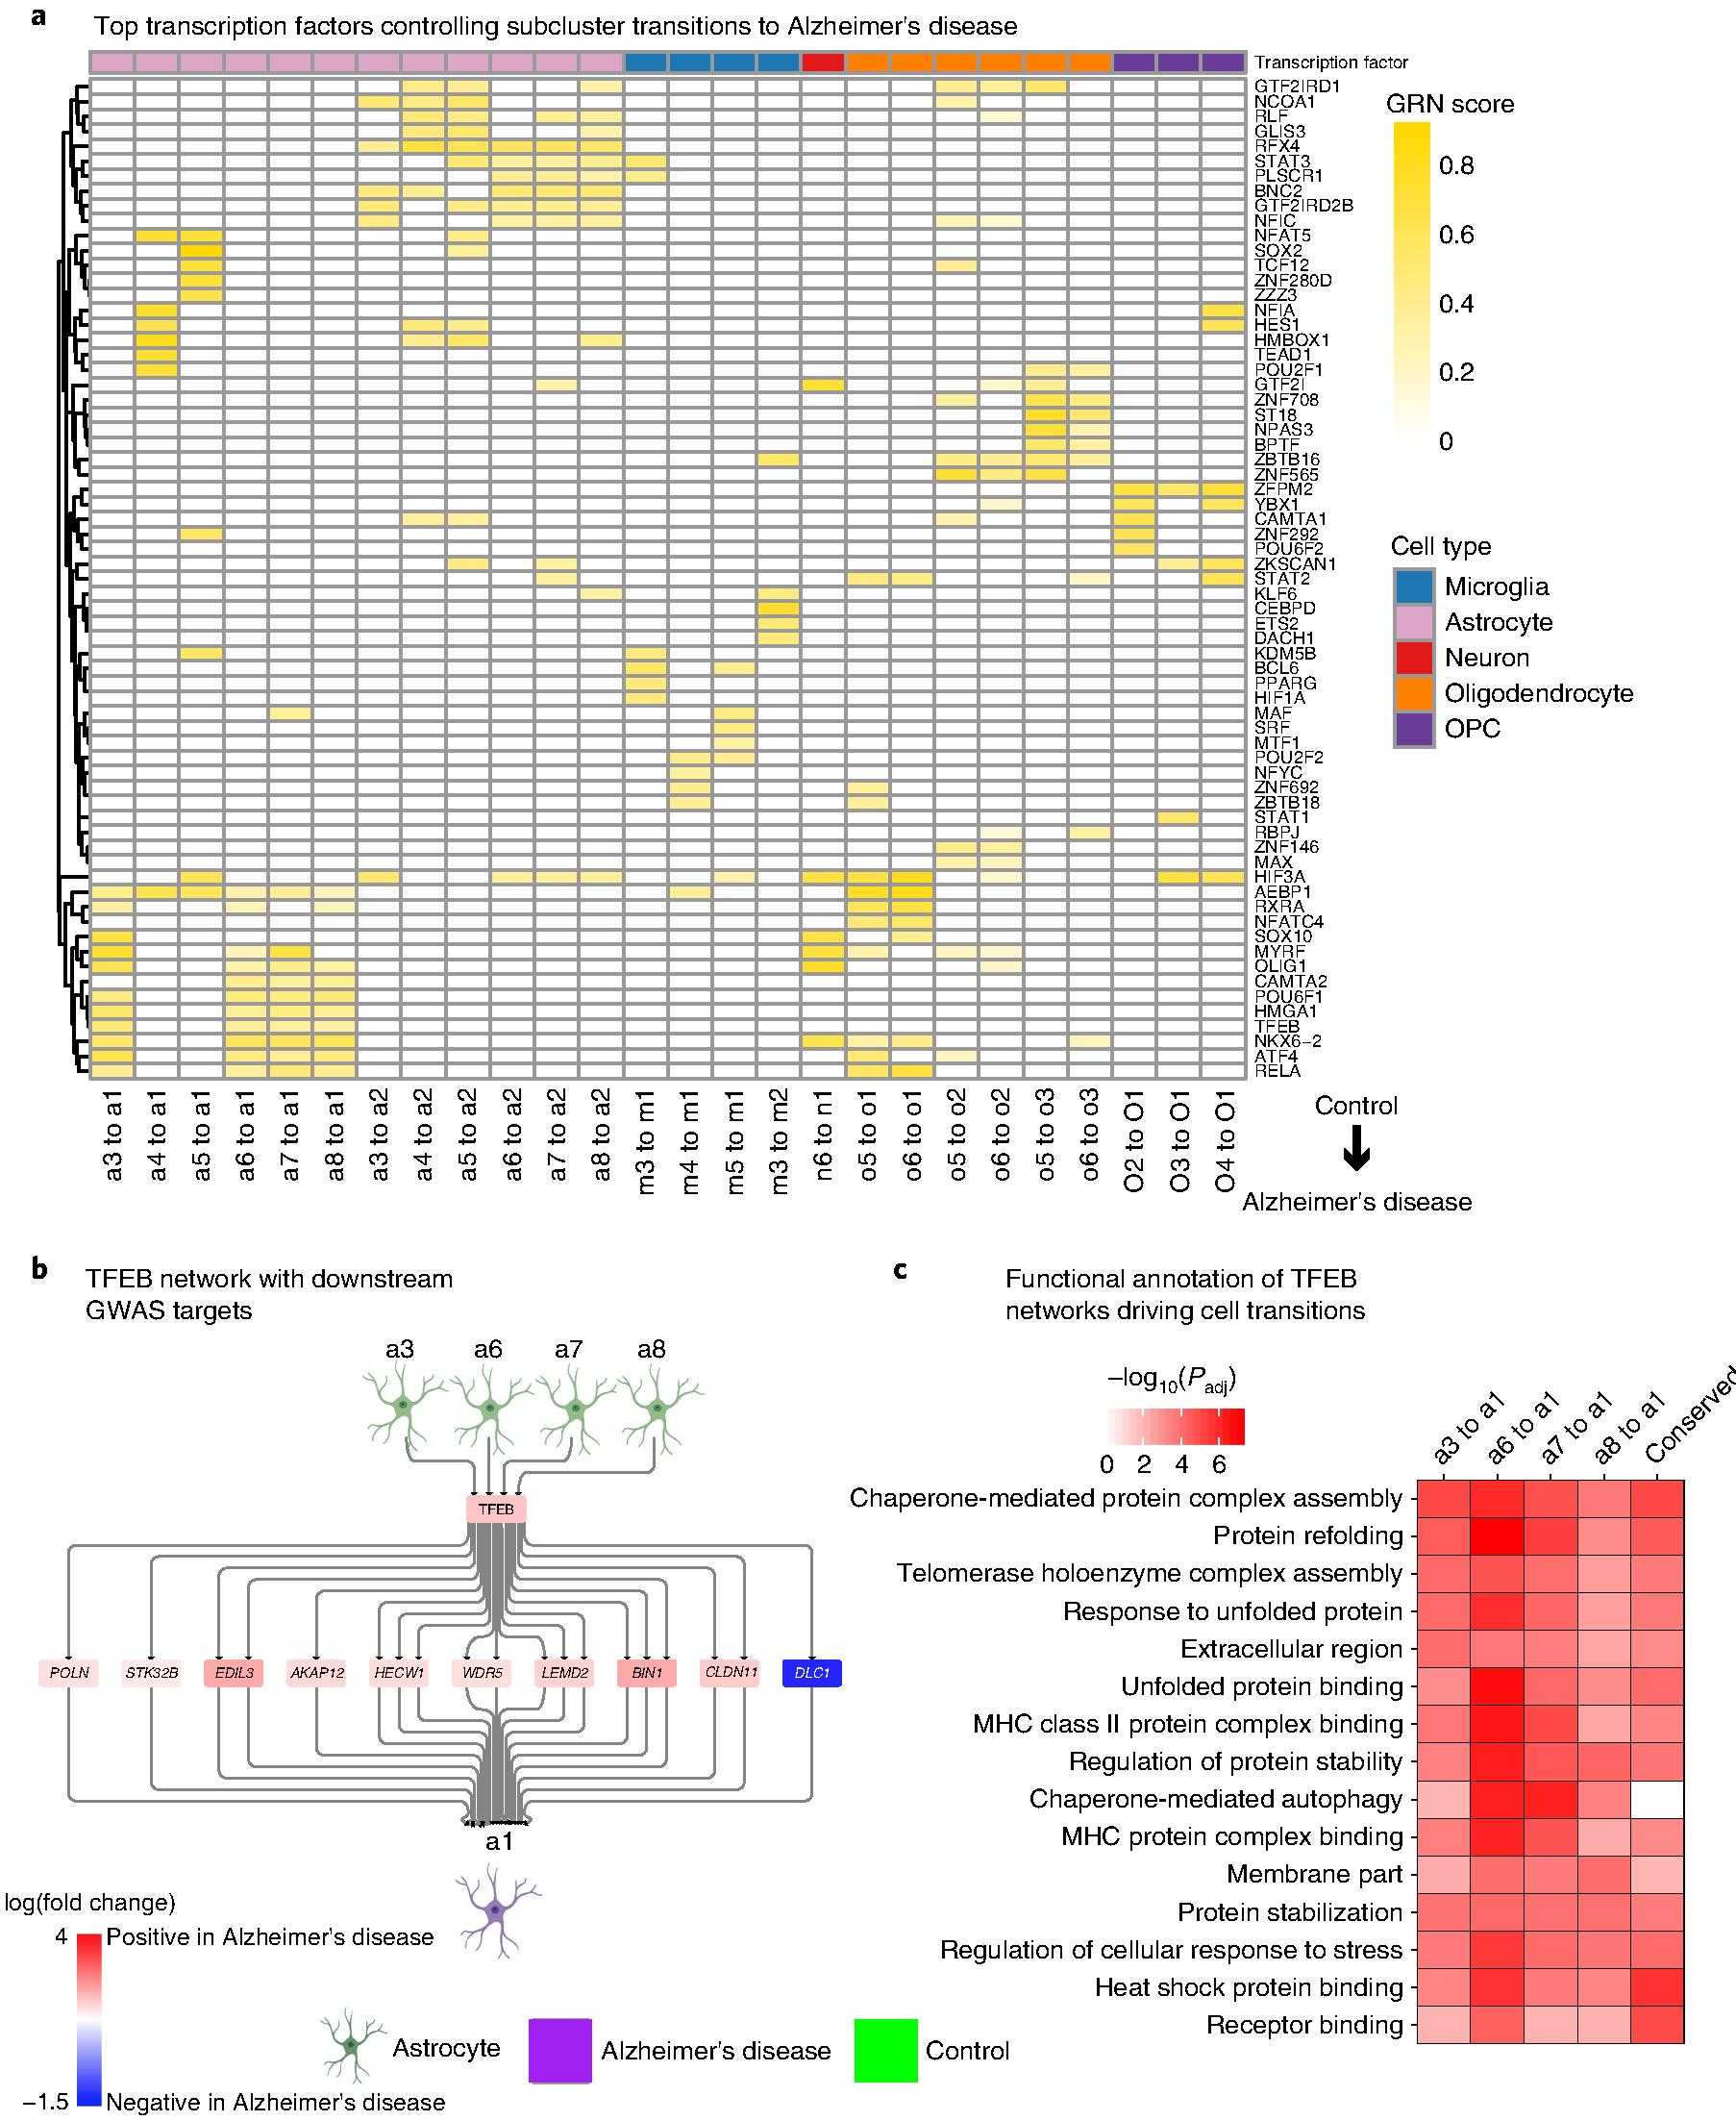 a
Top transcription factors controlling subcluster transitions to Alzheimer's disease
Transcription factor
GTF2IRD1
NCOA1
RLF
GLIS3
RFX4
STAT3
PLSCR1
BNC2
GTF2IRD2B
NFIC
NFAT5
SOX2
TCF12
ZNF280D
ZZZ3
NFIA
HES1
HMBOX1
TEAD1
POU2F1
GTF2I
ZNF708
ST18
NPAS3
BPTF
ZBTB16
ZNF565
ZFPM2
YBX1
CAMTA1
ZNF292
POU6F2
ZKSCAN1
STAT2
KLF6
CEBPD
ETS2
DACH1
KDM5B
BCL6
PPARG
HIF1A
MAF
SRF
MTF1
POU2F2
NFYC
ZNF692
ZBTB18
STAT1
RBPJ
ZNF146
MAX
HIF3A
AEBP1
RXRA
NFATC4
SOX10
MYRF
OLIG1
CAMTA2
POU6F1
HMGA1
TFEB
NKX6−2
ATF4
RELA
GRN score
0.8
0.6
0.4
0.2
0
Cell type
Microglia
Astrocyte
Neuron
Oligodendrocyte
OPC
a3 to a1
a4 to a1
a5 to a1
a6 to a1
a7 to a1
a8 to a1
a3 to a2
a4 to a2
a5 to a2
a6 to a2
a7 to a2
a8 to a2
m3 to m1
m4 to m1
m5 to m1
m3 to m2
n6 to n1
o5 to o1
o6 to o1
o5 to o2
o6 to o2
o5 to o3
o6 to o3
O2 to O1
O3 to O1
O4 to O1
Control
Alzheimer's disease
b
TFEB network with downstream
GWAS targets
a3 a6 a7 a8
TFEB
POLN STK32B EDIL3 AKAP12 HECW1 WDR5 LEMD2 BIN1 CLDN11 DLC1
a1
log(fold change)
4 Positive in Alzheimer's disease
−1.5 Negative in Alzheimer's disease
Astrocyte Alzheimer's disease Control
c
Functional annotation of TFEB
networks driving cell transitions
−log10(Padj)
0 2 4 6
a3 to a1
a6 to a1
a7 to a1
a8 to a1
Conserved
Chaperone-mediated protein complex assembly
Protein refolding
Telomerase holoenzyme complex assembly
Response to unfolded protein
Extracellular region
Unfolded protein binding
MHC class II protein complex binding
Regulation of protein stability
Chaperone-mediated autophagy
MHC protein complex binding
Membrane part
Protein stabilization
Regulation of cellular response to stress
Heat shock protein binding
Receptor binding